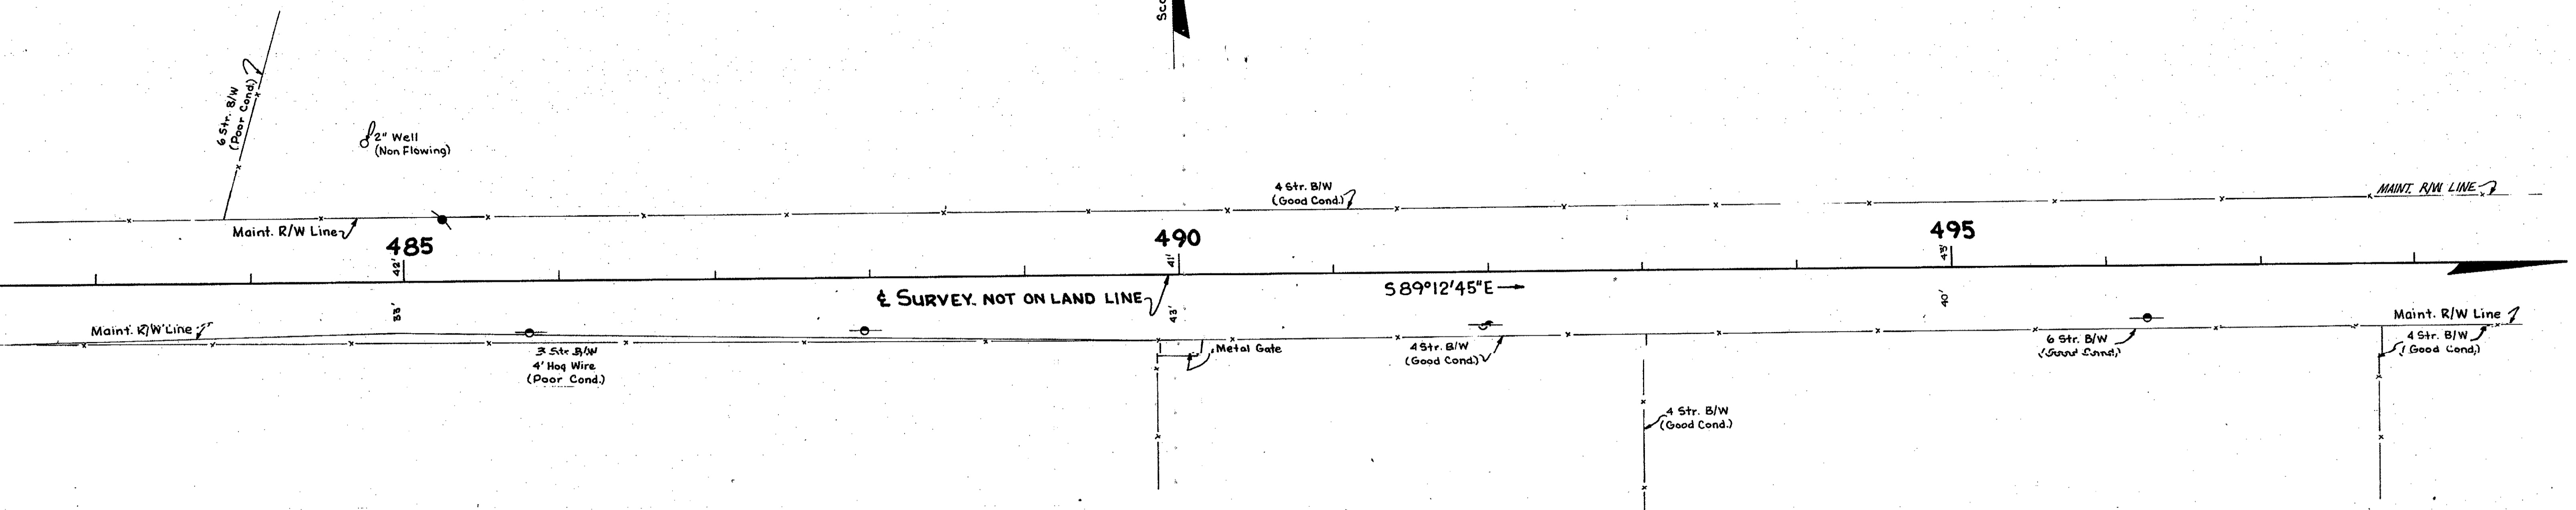 6 Str. B/W
(Poor Cond.)
2" Well
(Non Flowing)
4 Str. B/W
(Good Cond.)
MAINT. R/W LINE
Maint. R/W Line
485
490
495
42'
41'
45'
℄ SURVEY. NOT ON LAND LINE
S 89°12'45"E
43'
40'
Maint. R/W Line
3 Str. B/W
4' Hog Wire
(Poor Cond.)
Metal Gate
4 Str. B/W
(Good Cond.)
6 Str. B/W
(Good Cond.)
Maint. R/W Line
4 Str. B/W
(Good Cond.)
4 Str. B/W
(Good Cond.)